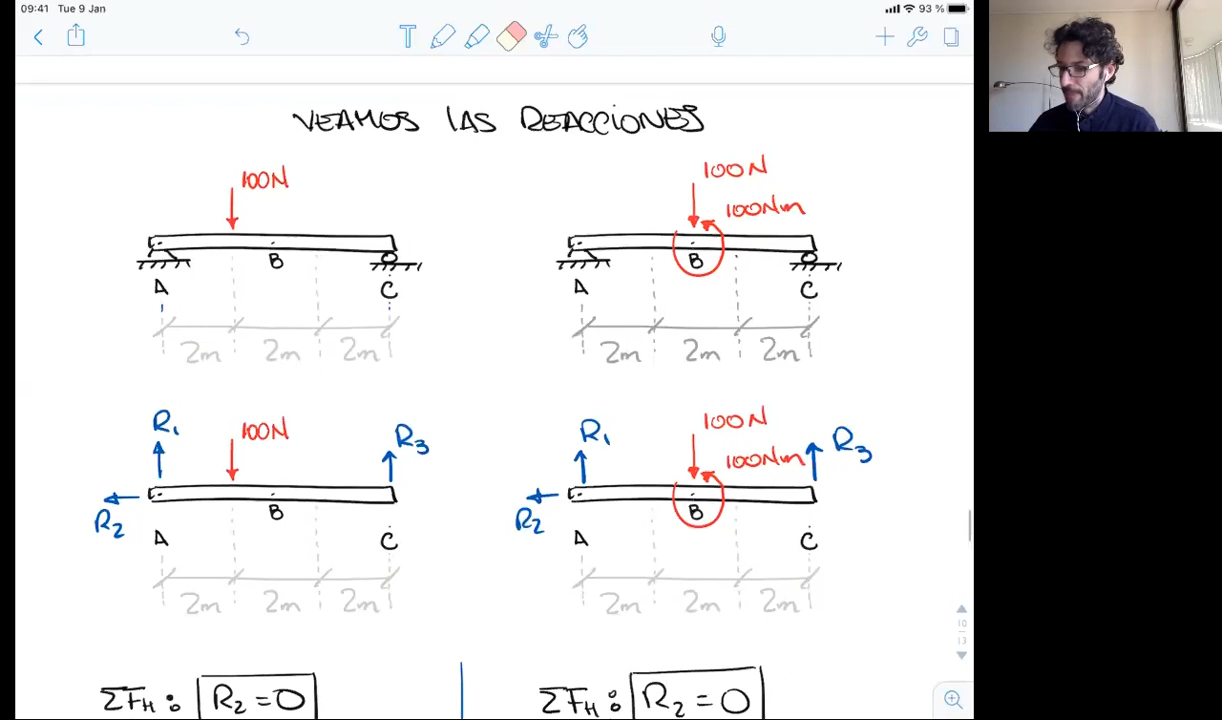 09:41 Tue 9 Jan
93 %
T
VEAMOS LAS REACCIONES
100N
100N
100Nm
B
B
A
C
A
C
2m 2m 2m
2m 2m 2m
R1
100N
R3
R1
100N
100Nm
R3
R2
B
R2
B
A
C
A
C
2m 2m 2m
2m 2m 2m
10
13
ΣFH: R2=0
ΣFH: R2=0